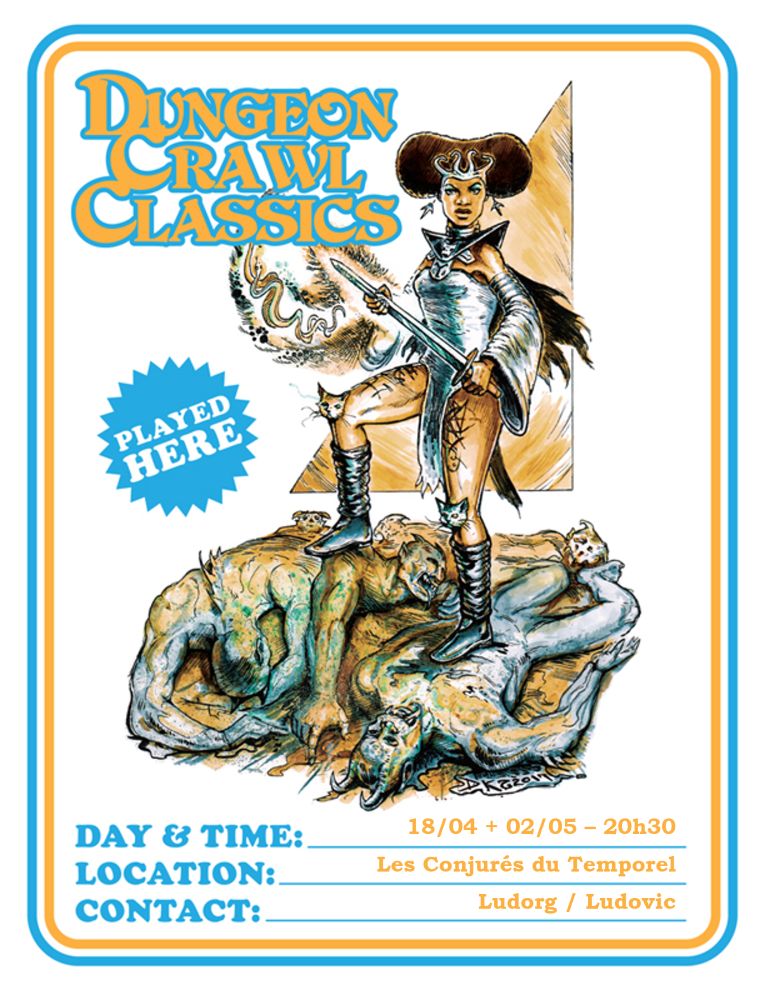 DUNGEON
CRAWL
CLASSICS
PLAYED
HERE
DAY & TIME: 18/04 + 02/05 – 20h30
LOCATION: Les Conjurés du Temporel
CONTACT: Ludorg / Ludovic